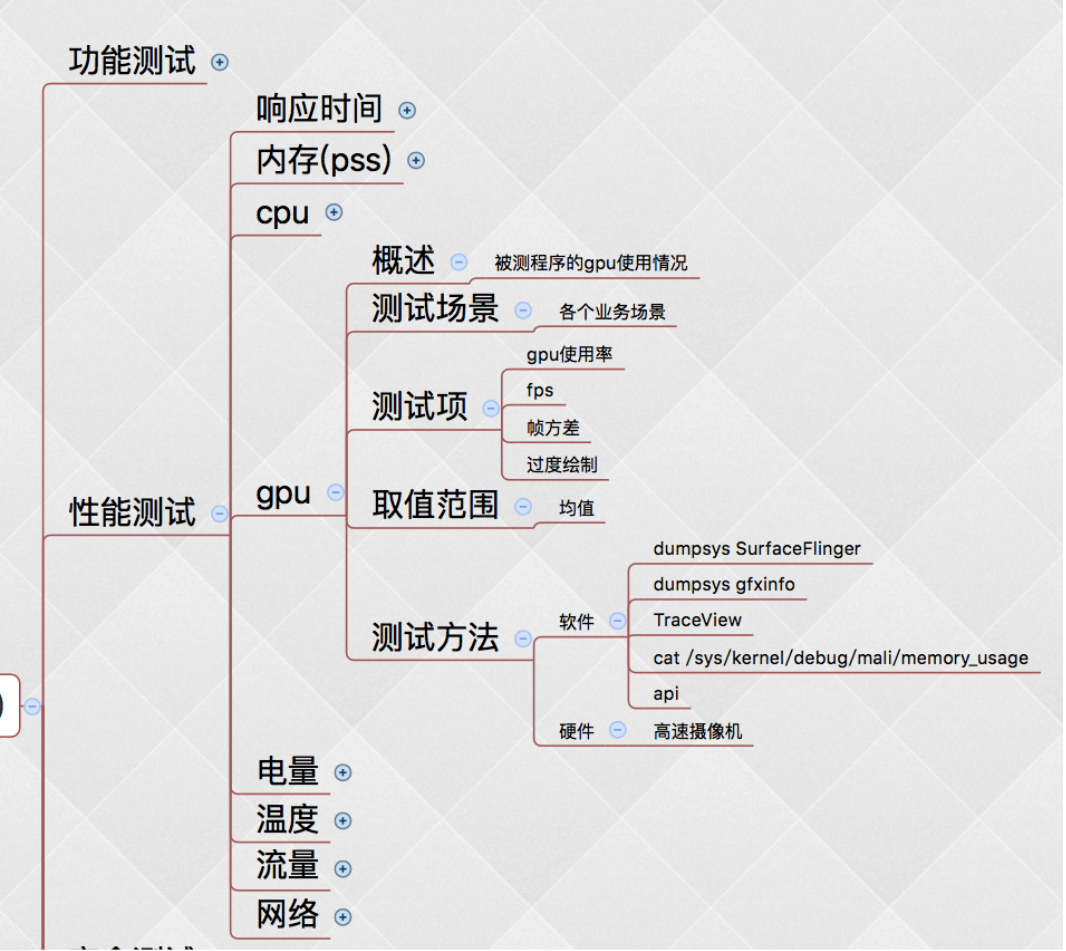 功能测试
响应时间
内存(pss)
cpu
概述
被测程序的gpu使用情况
测试场景
各个业务场景
gpu使用率
fps
测试项
帧方差
过度绘制
gpu
取值范围
均值
性能测试
dumpsys SurfaceFlinger
dumpsys gfxinfo
软件
TraceView
测试方法
cat /sys/kernel/debug/mali/memory_usage
api
硬件
高速摄像机
电量
温度
流量
网络